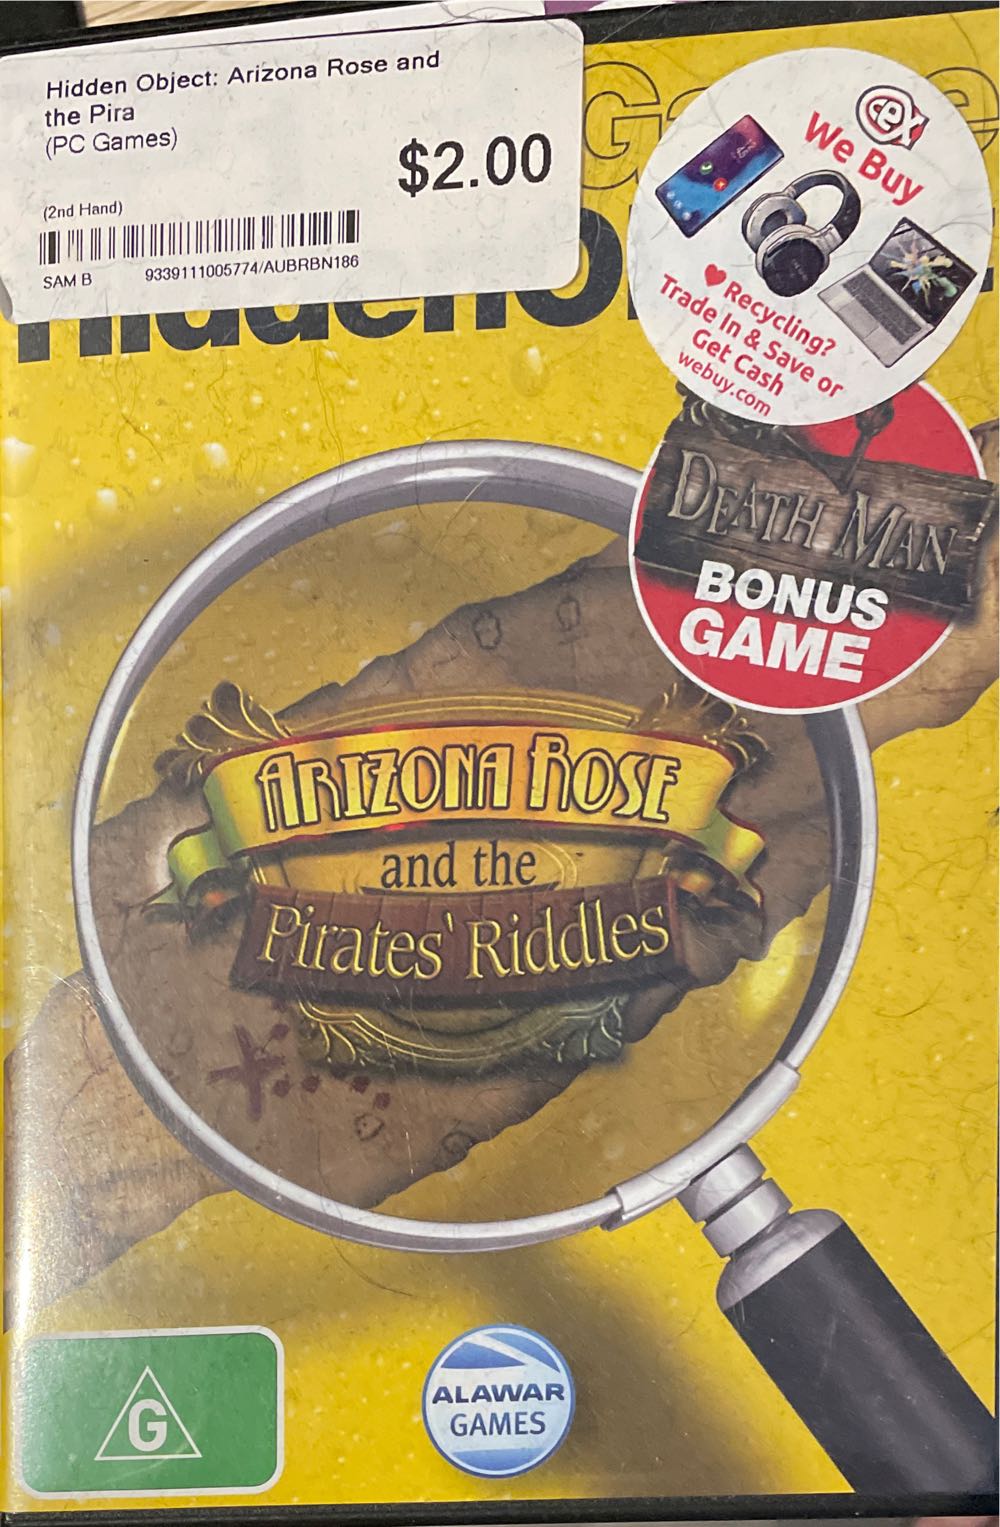 Hidden Object: Arizona Rose and
the Pira
(PC Games)
$2.00
(2nd Hand)
SAM B 9339111005774/AUBRBN186
cex
We Buy
Recycling?
Trade In & Save or
Get Cash
webuy.com
DEATH MAN
BONUS
GAME
ARIZONA ROSE
and the
Pirates' Riddles
G
ALAWAR
GAMES